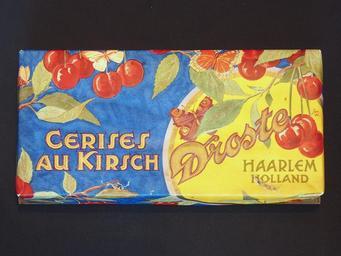 CERISES
AU KIRSCH
Droste
HAARLEM
HOLLAND